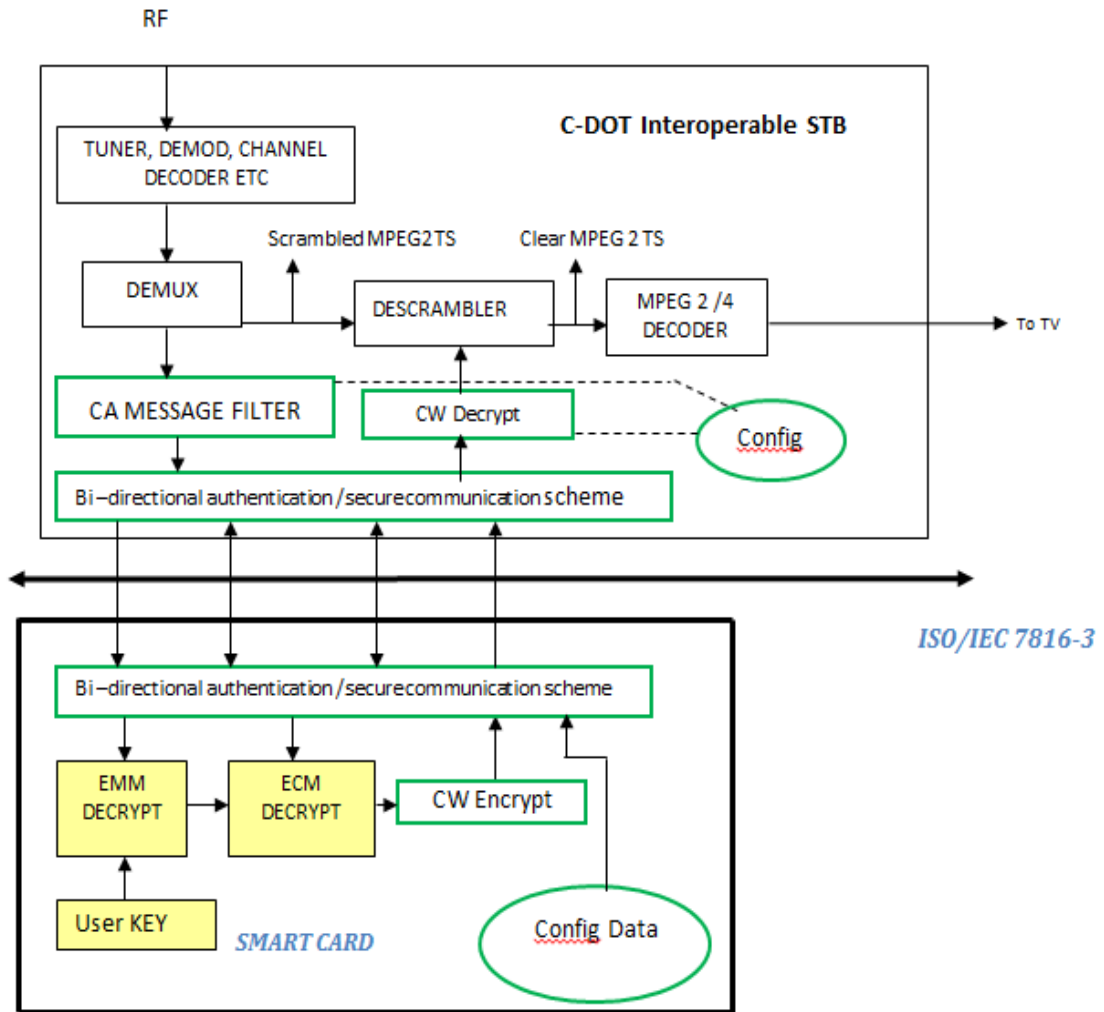 RF
C-DOT Interoperable STB
TUNER, DEMOD, CHANNEL
DECODER ETC
Scrambled MPEG2 TS
Clear MPEG 2 TS
DEMUX
DESCRAMBLER
MPEG 2 /4
DECODER
To TV
CA MESSAGE FILTER
CW Decrypt
Config
Bi–directional authentication/securecommunication scheme
ISO/IEC 7816-3
Bi–directional authentication/securecommunication scheme
EMM
DECRYPT
ECM
DECRYPT
CW Encrypt
User KEY
SMART CARD
Config Data